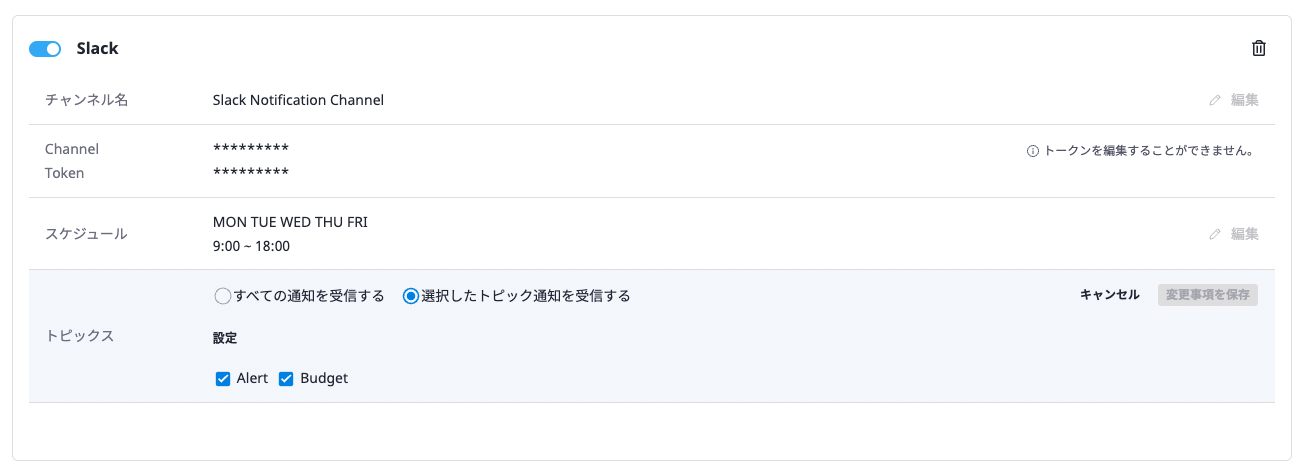 Slack
チャンネル名 Slack Notification Channel 編集
Channel ********* トークンを編集することができません。
Token *********
スケジュール MON TUE WED THU FRI 編集
9:00 ~ 18:00
すべての通知を受信する 選択したトピック通知を受信する キャンセル 変更事項を保存
トピックス 設定
Alert Budget